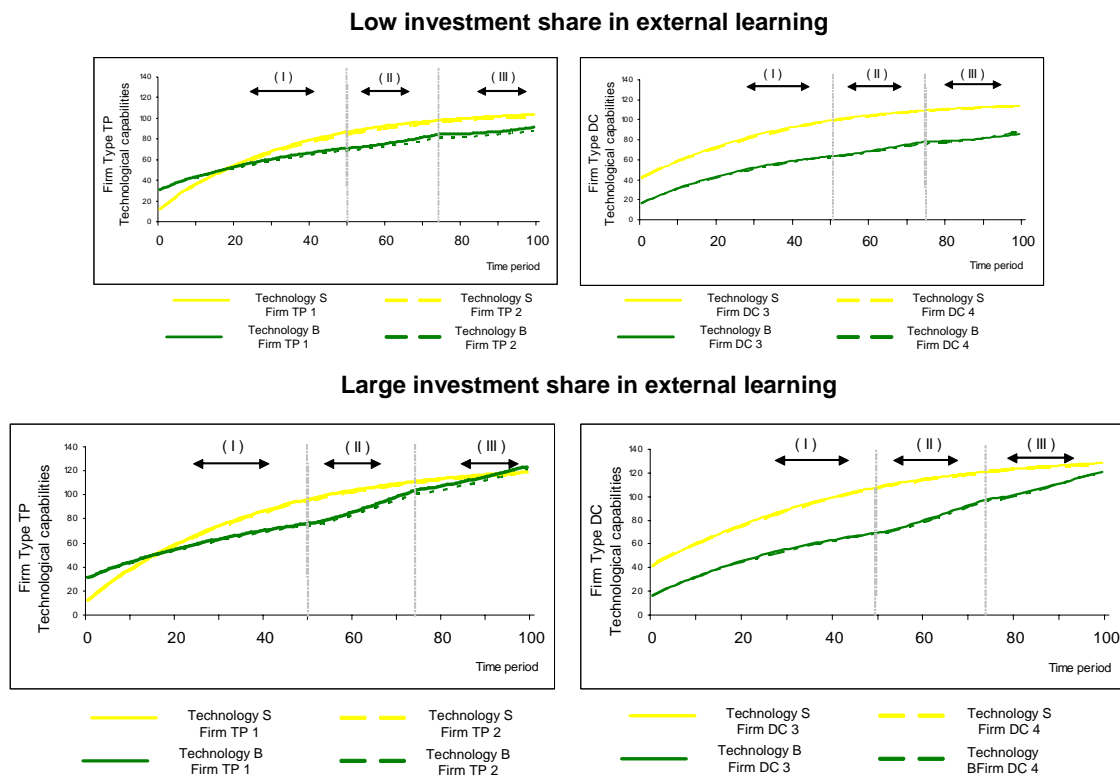 Low investment share in external learning
Firm Type TP
Technological capabilities
140
120
100
80
60
40
20
0
( I )
( II )
( III )
0
20
40
60
80
100
Time period
Technology S
Firm TP 1
Technology S
Firm TP 2
Technology B
Firm TP 1
Technology B
Firm TP 2
Firm Type DC
Technological capabilities
140
120
100
80
60
40
20
0
( I )
( II )
( III )
0
20
40
60
80
100
Time period
Technology S
Firm DC 3
Technology S
Firm DC 4
Technology B
Firm DC 3
Technology B
Firm DC 4
Large investment share in external learning
Firm Type TP
Technological capabilities
140
120
100
80
60
40
20
0
( I )
( II )
( III )
0
20
40
60
80
100
Time period
Technology S
Firm TP 1
Technology S
Firm TP 2
Technology B
Firm TP 1
Technology B
Firm TP 2
Firm Type DC
Technological capabilities
140
120
100
80
60
40
20
0
( I )
( II )
( III )
0
20
40
60
80
100
Time period
Technology S
Firm DC 3
Technology S
Firm DC 4
Technology B
Firm DC 3
Technology
BFirm DC 4